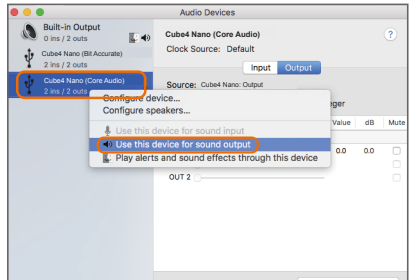 Audio Devices
Built-in Output
0 ins / 2 outs
Cube4 Nano (Bit Accurate)
2 ins / 2 outs
Cube4 Nano (Core Audio)
2 ins / 2 outs
Cube4 Nano (Core Audio)
?
Clock Source: Default
Input Output
Source: Cube4 Nano: Output
Value dB Mute
0.0 0.0
OUT 2
Configure device...
Configure speakers...
Use this device for sound input
Use this device for sound output
Play alerts and sound effects through this device